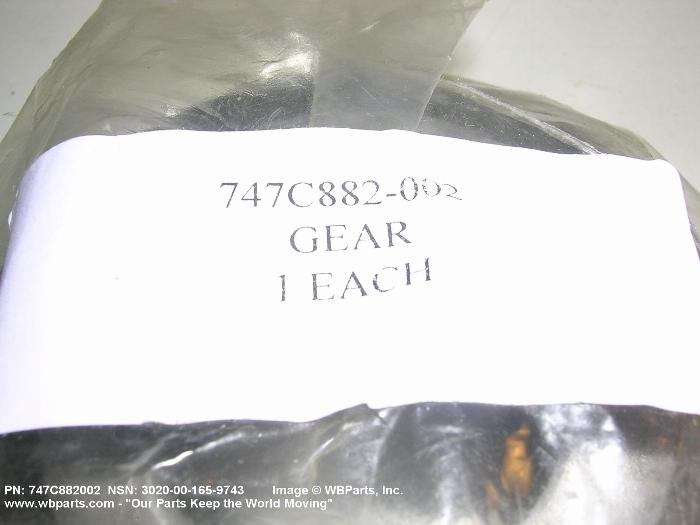 747C882-002
GEAR
1 EACH
PN: 747C882002 NSN: 3020-00-165-9743 Image © WBParts, Inc.
www.wbparts.com - "Our Parts Keep the World Moving"